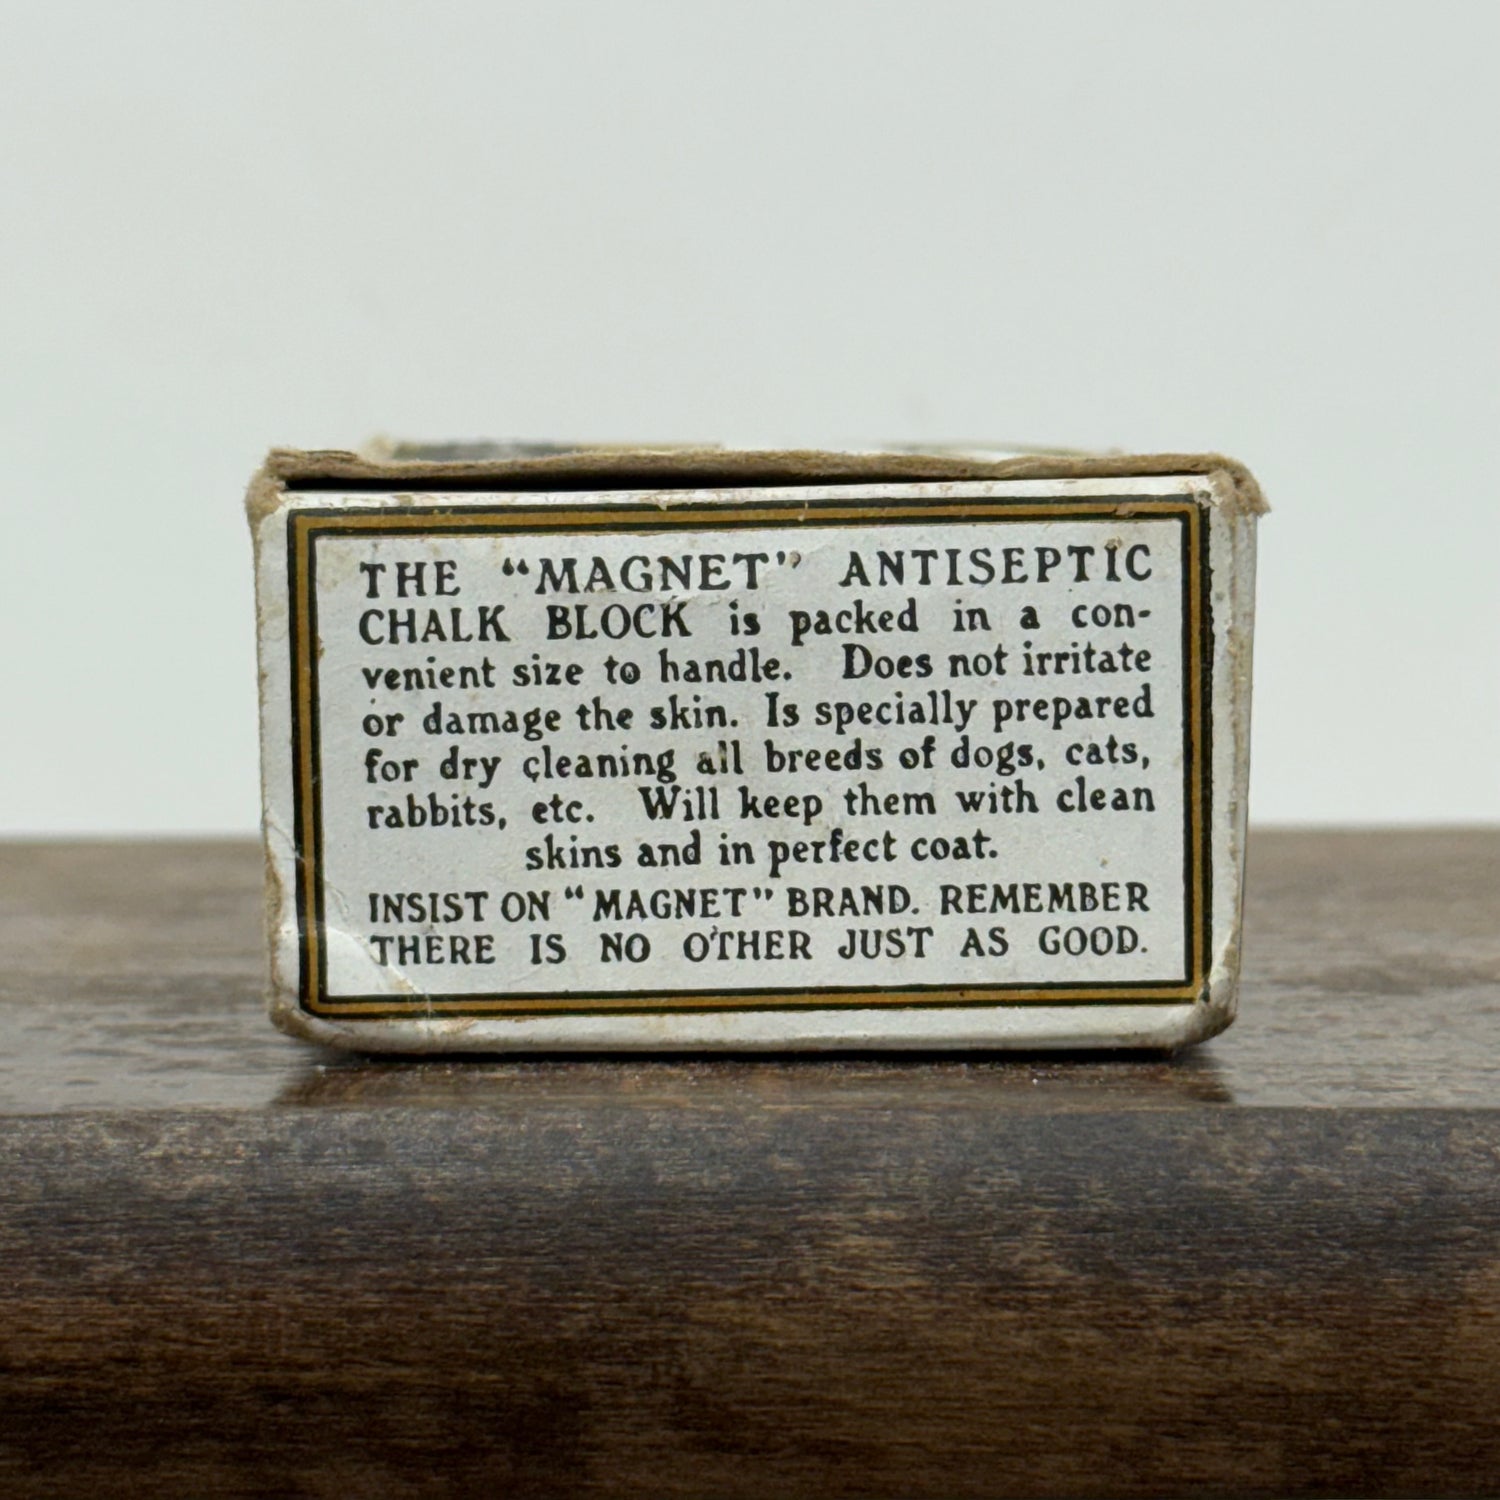 THE "MAGNET" ANTISEPTIC
CHALK BLOCK is packed in a con-
venient size to handle. Does not irritate
or damage the skin. Is specially prepared
for dry cleaning all breeds of dogs, cats,
rabbits, etc. Will keep them with clean
skins and in perfect coat.
INSIST ON "MAGNET" BRAND. REMEMBER
THERE IS NO OTHER JUST AS GOOD.